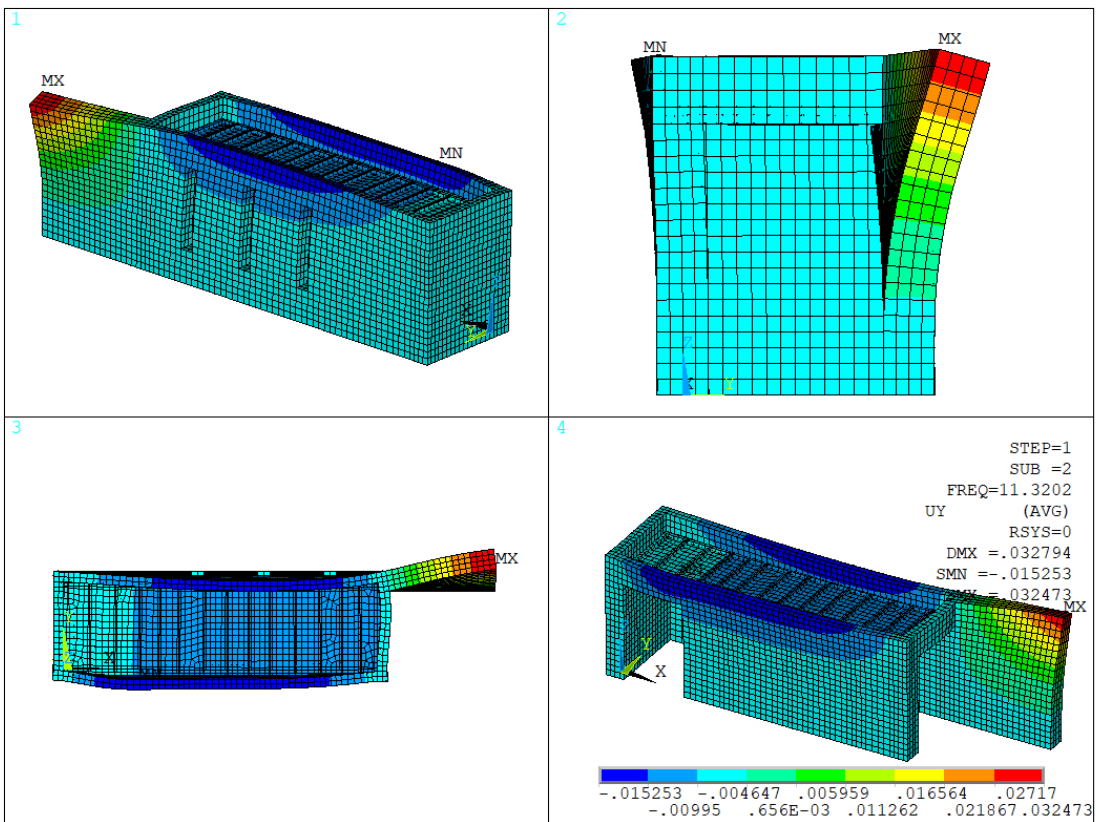 1
MX
MN
2
MN
MX
Z
X
Y
3
MX
X
4
STEP=1
SUB =2
FREQ=11.3202
UY (AVG)
RSYS=0
DMX =.032794
SMN =-.015253
.032473
MX
Y
X
-.015253 -.004647 .005959 .016564 .02717
-.00995 .656E-03 .011262 .021867 .032473